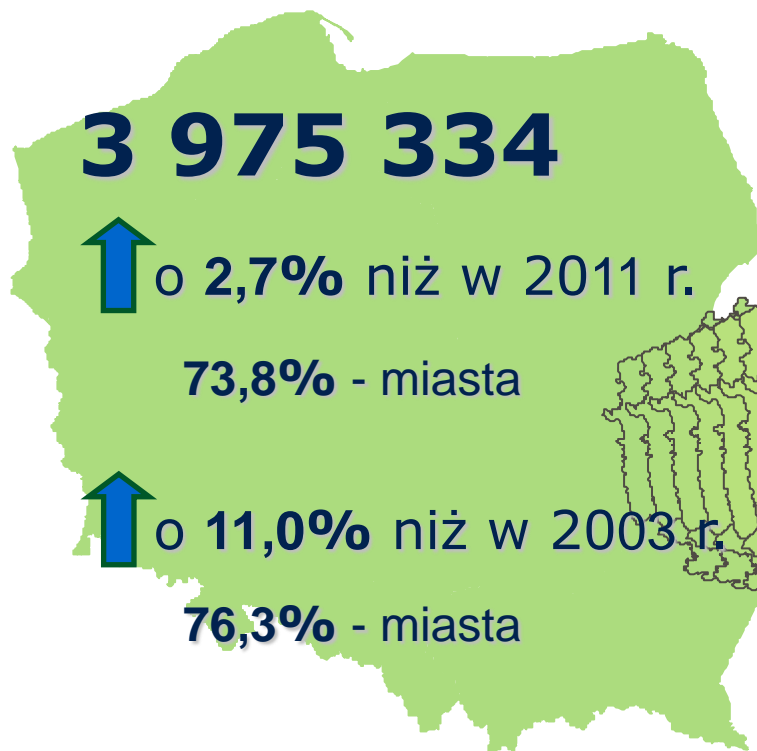 3 975 334
o 2,7% niż w 2011 r.
73,8% - miasta
o 11,0% niż w 2003 r.
76,3% - miasta